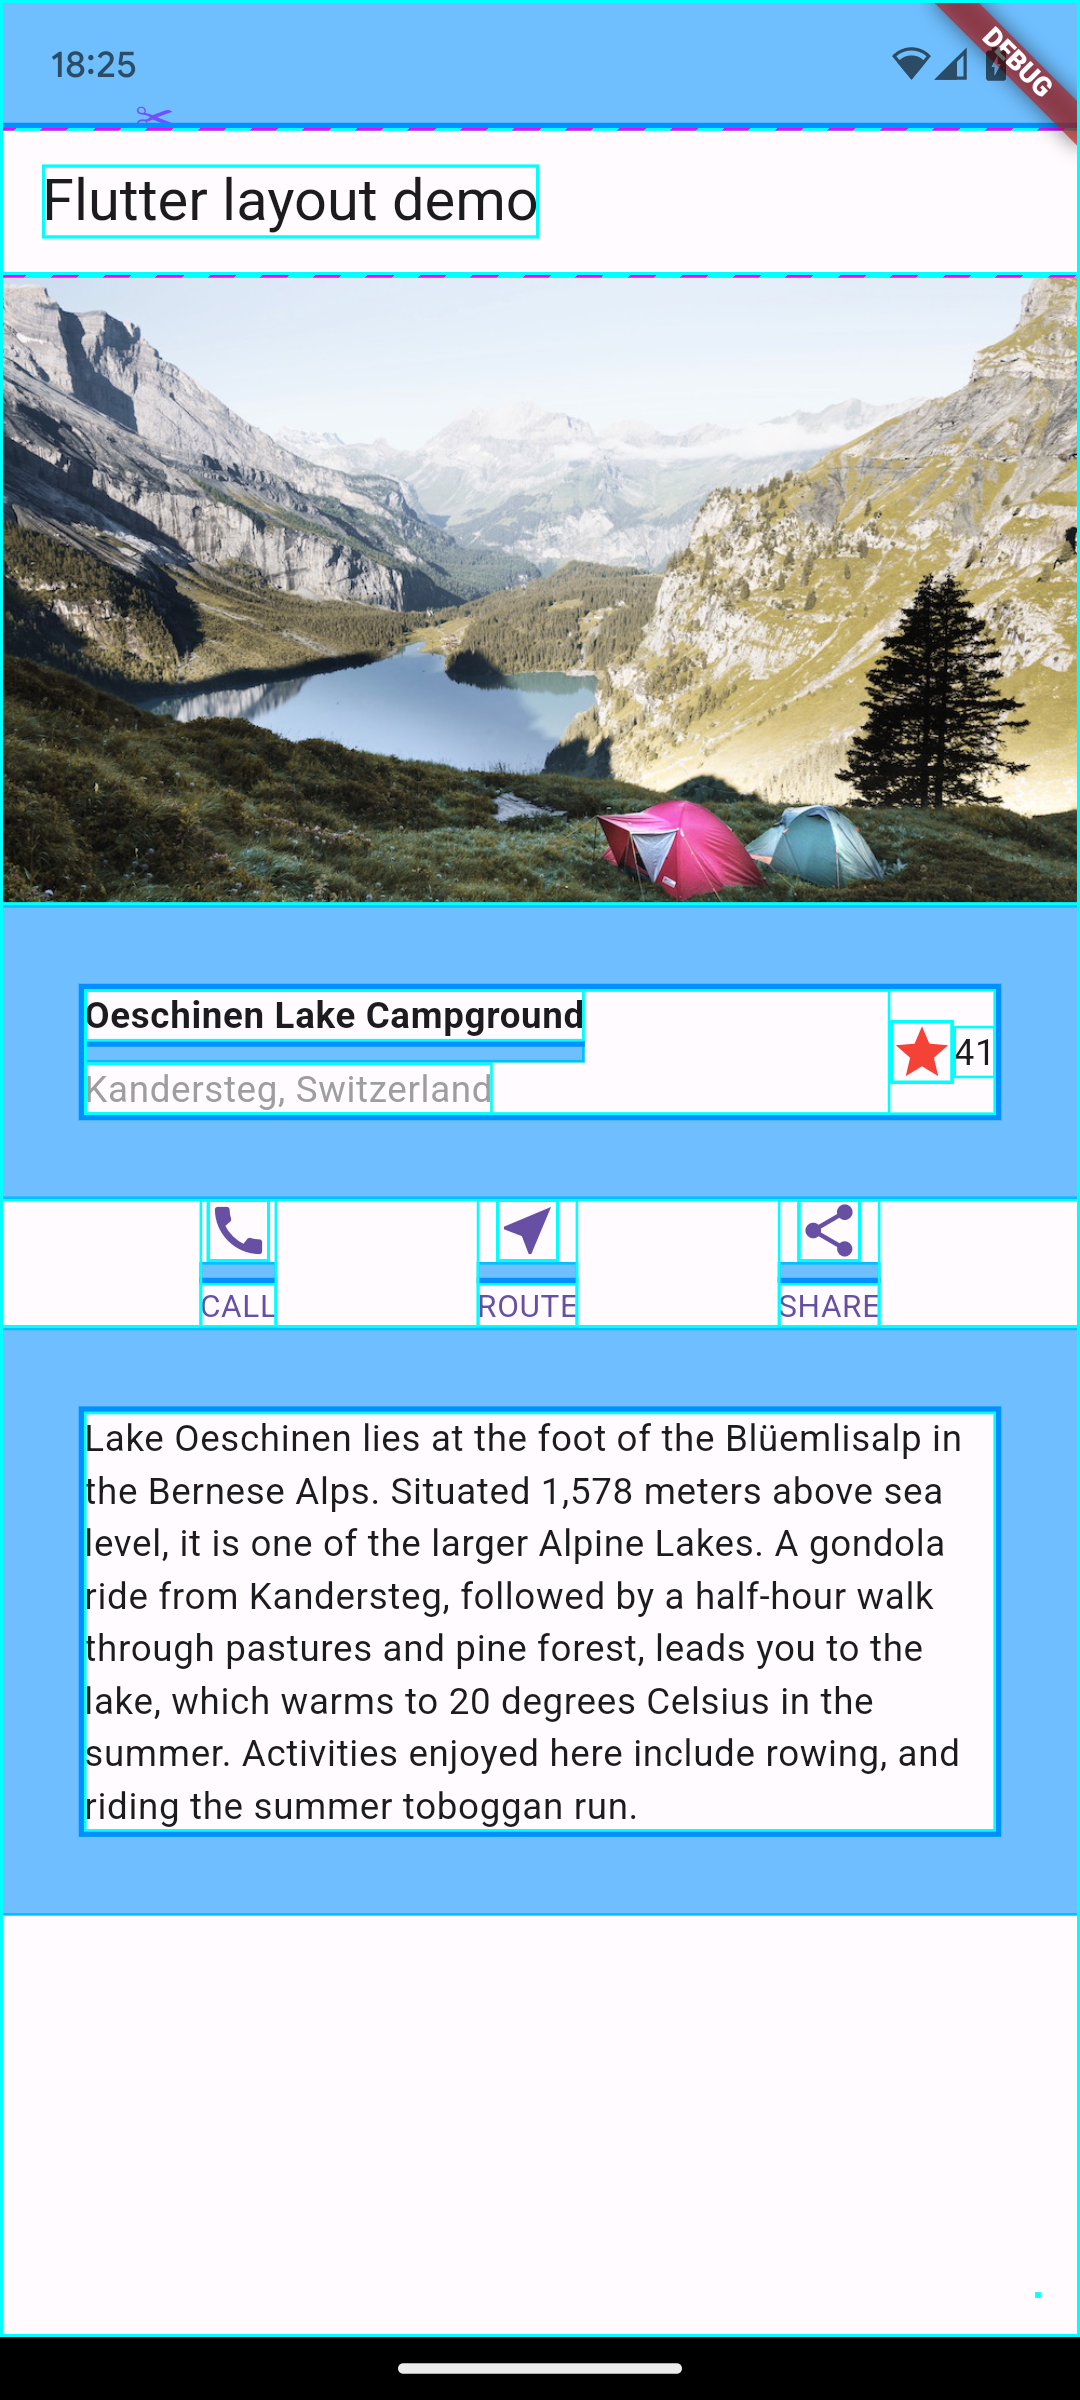 18:25
DEBUG
Flutter layout demo
Oeschinen Lake Campground
Kandersteg, Switzerland
41
CALL
ROUTE
SHARE
Lake Oeschinen lies at the foot of the Blüemlisalp in
the Bernese Alps. Situated 1,578 meters above sea
level, it is one of the larger Alpine Lakes. A gondola
ride from Kandersteg, followed by a half-hour walk
through pastures and pine forest, leads you to the
lake, which warms to 20 degrees Celsius in the
summer. Activities enjoyed here include rowing, and
riding the summer toboggan run.